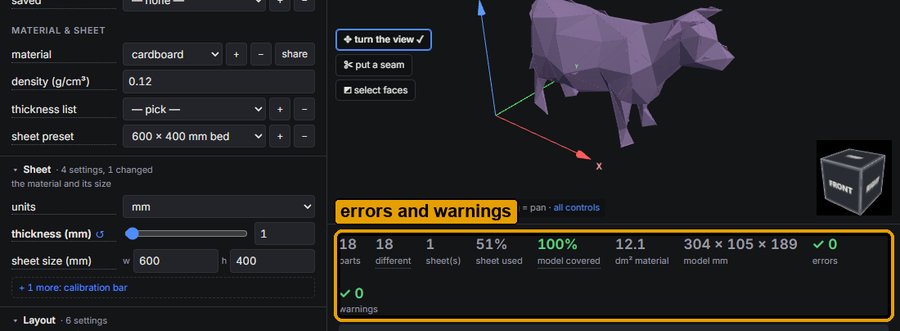 saved — none — + −
MATERIAL & SHEET
material cardboard + − share
density (g/cm³) 0.12
thickness list — pick — + −
sheet preset 600 × 400 mm bed + −
Sheet · 4 settings, 1 changed
the material and its size
units mm
thickness (mm) ↺ 1
sheet size (mm) w 600 h 400
+ 1 more: calibration bar
Layout · 6 settings
✥ turn the view ✓
✂ put a seam
◩ select faces
Y
X
FRONT
= pan · all controls
errors and warnings
18 18 1 51% 100% 12.1 304 × 105 × 189 ✓ 0
parts different sheet(s) sheet used model covered dm² material model mm errors
✓ 0
warnings